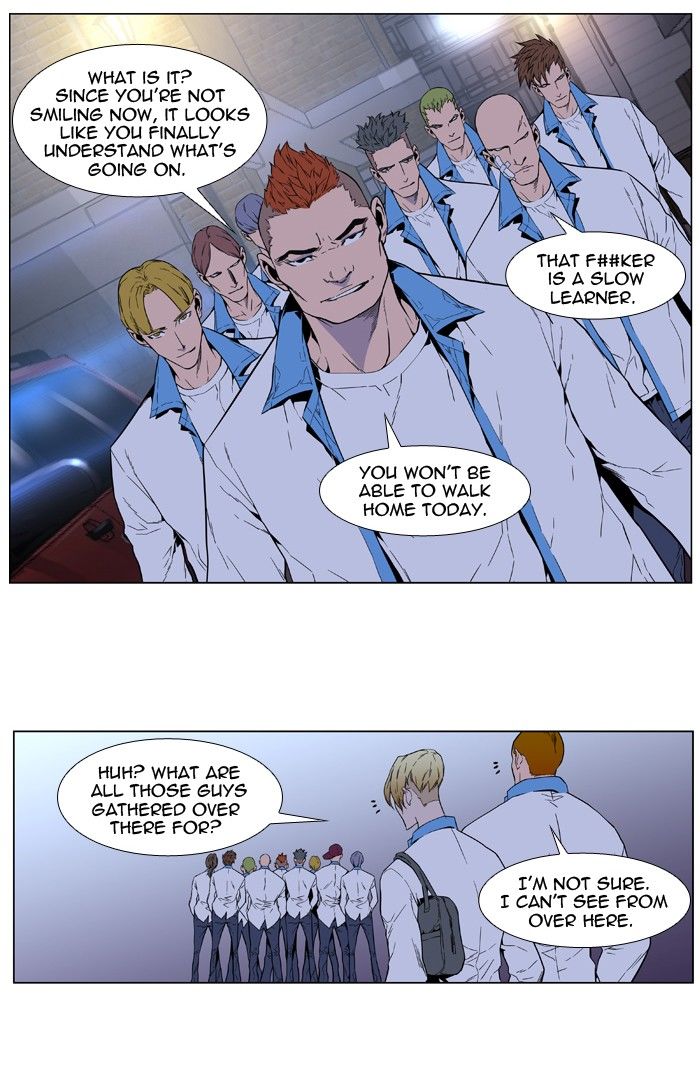 WHAT IS IT?
SINCE YOU'RE NOT
SMILING NOW, IT LOOKS
LIKE YOU FINALLY
UNDERSTAND WHAT'S
GOING ON.
THAT F##KER
IS A SLOW
LEARNER.
YOU WON'T BE
ABLE TO WALK
HOME TODAY.
HUH? WHAT ARE
ALL THOSE GUYS
GATHERED OVER
THERE FOR?
I'M NOT SURE.
I CAN'T SEE FROM
OVER HERE.